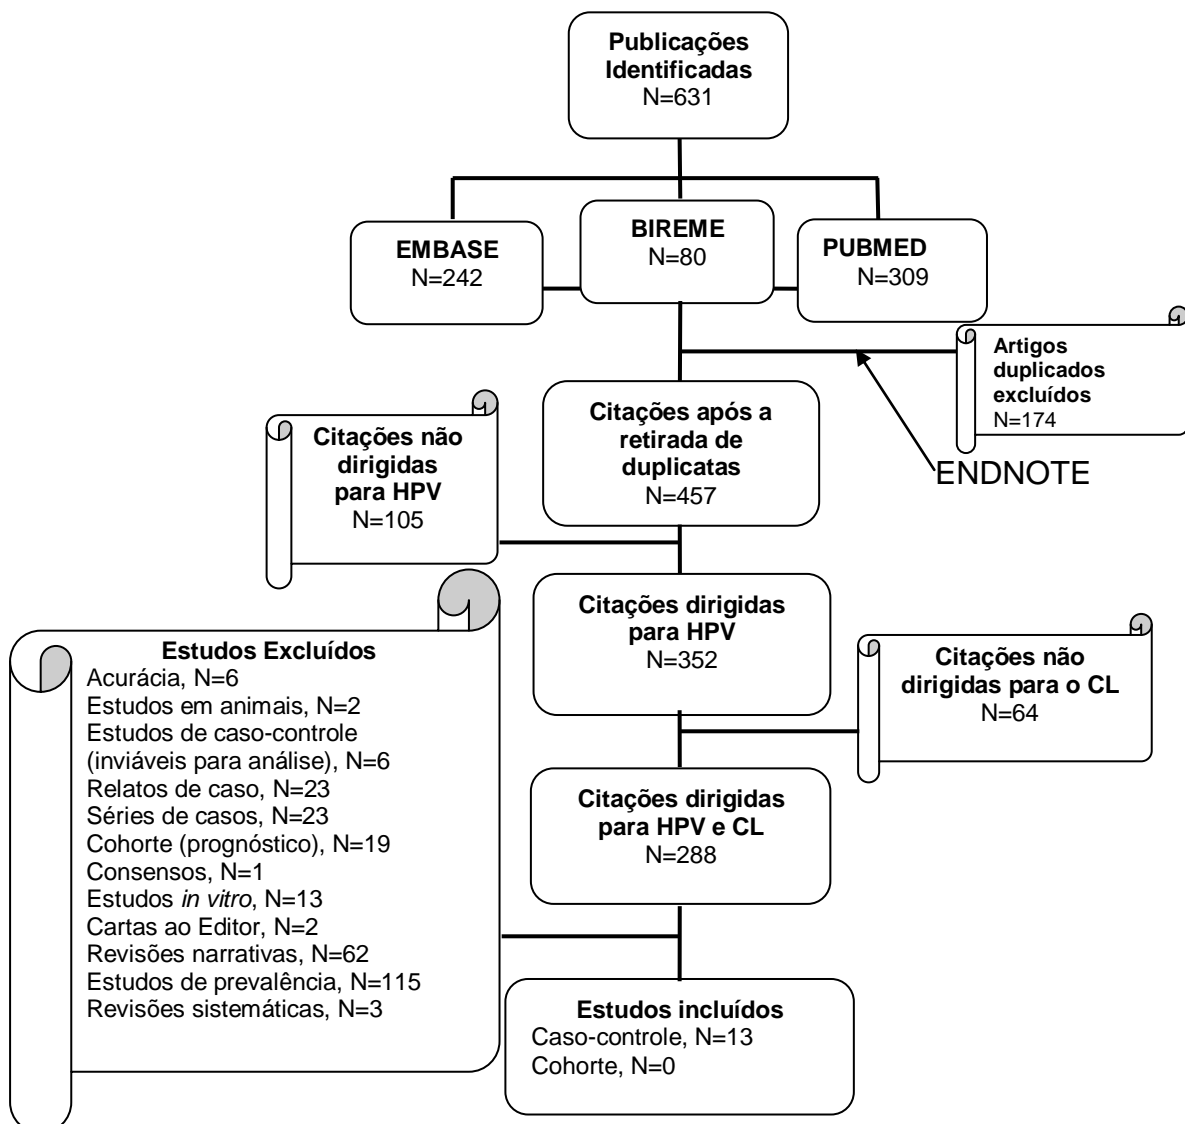 Publicações
Identificadas
N=631
EMBASE
N=242
BIREME
N=80
PUBMED
N=309
Artigos
duplicados
excluídos
N=174
ENDNOTE
Citações após a
retirada de
duplicatas
N=457
Citações não
dirigidas
para HPV
N=105
Citações dirigidas
para HPV
N=352
Citações não
dirigidas para o CL
N=64
Citações dirigidas
para HPV e CL
N=288
Estudos Excluídos
Acurácia, N=6
Estudos em animais, N=2
Estudos de caso-controle
(inviáveis para análise), N=6
Relatos de caso, N=23
Séries de casos, N=23
Cohorte (prognóstico), N=19
Consensos, N=1
Estudos in vitro, N=13
Cartas ao Editor, N=2
Revisões narrativas, N=62
Estudos de prevalência, N=115
Revisões sistemáticas, N=3
Estudos incluídos
Caso-controle, N=13
Cohorte, N=0